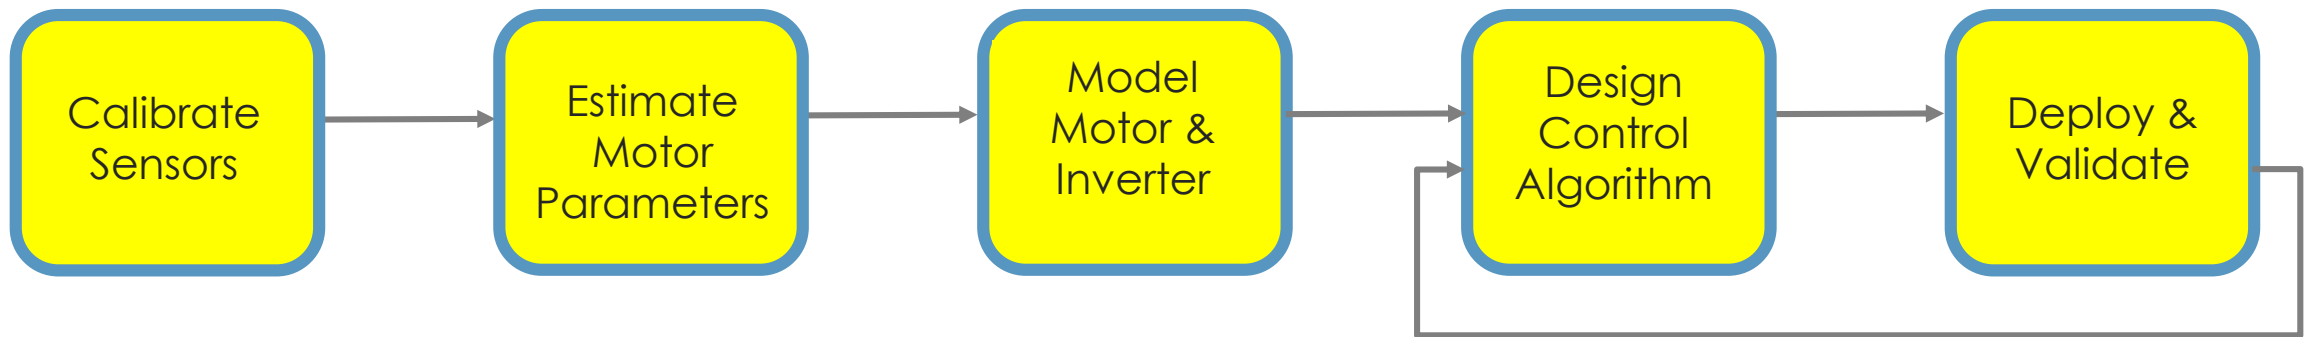 Calibrate
Sensors
Estimate
Motor
Parameters
Model
Motor &
Inverter
Design
Control
Algorithm
Deploy &
Validate